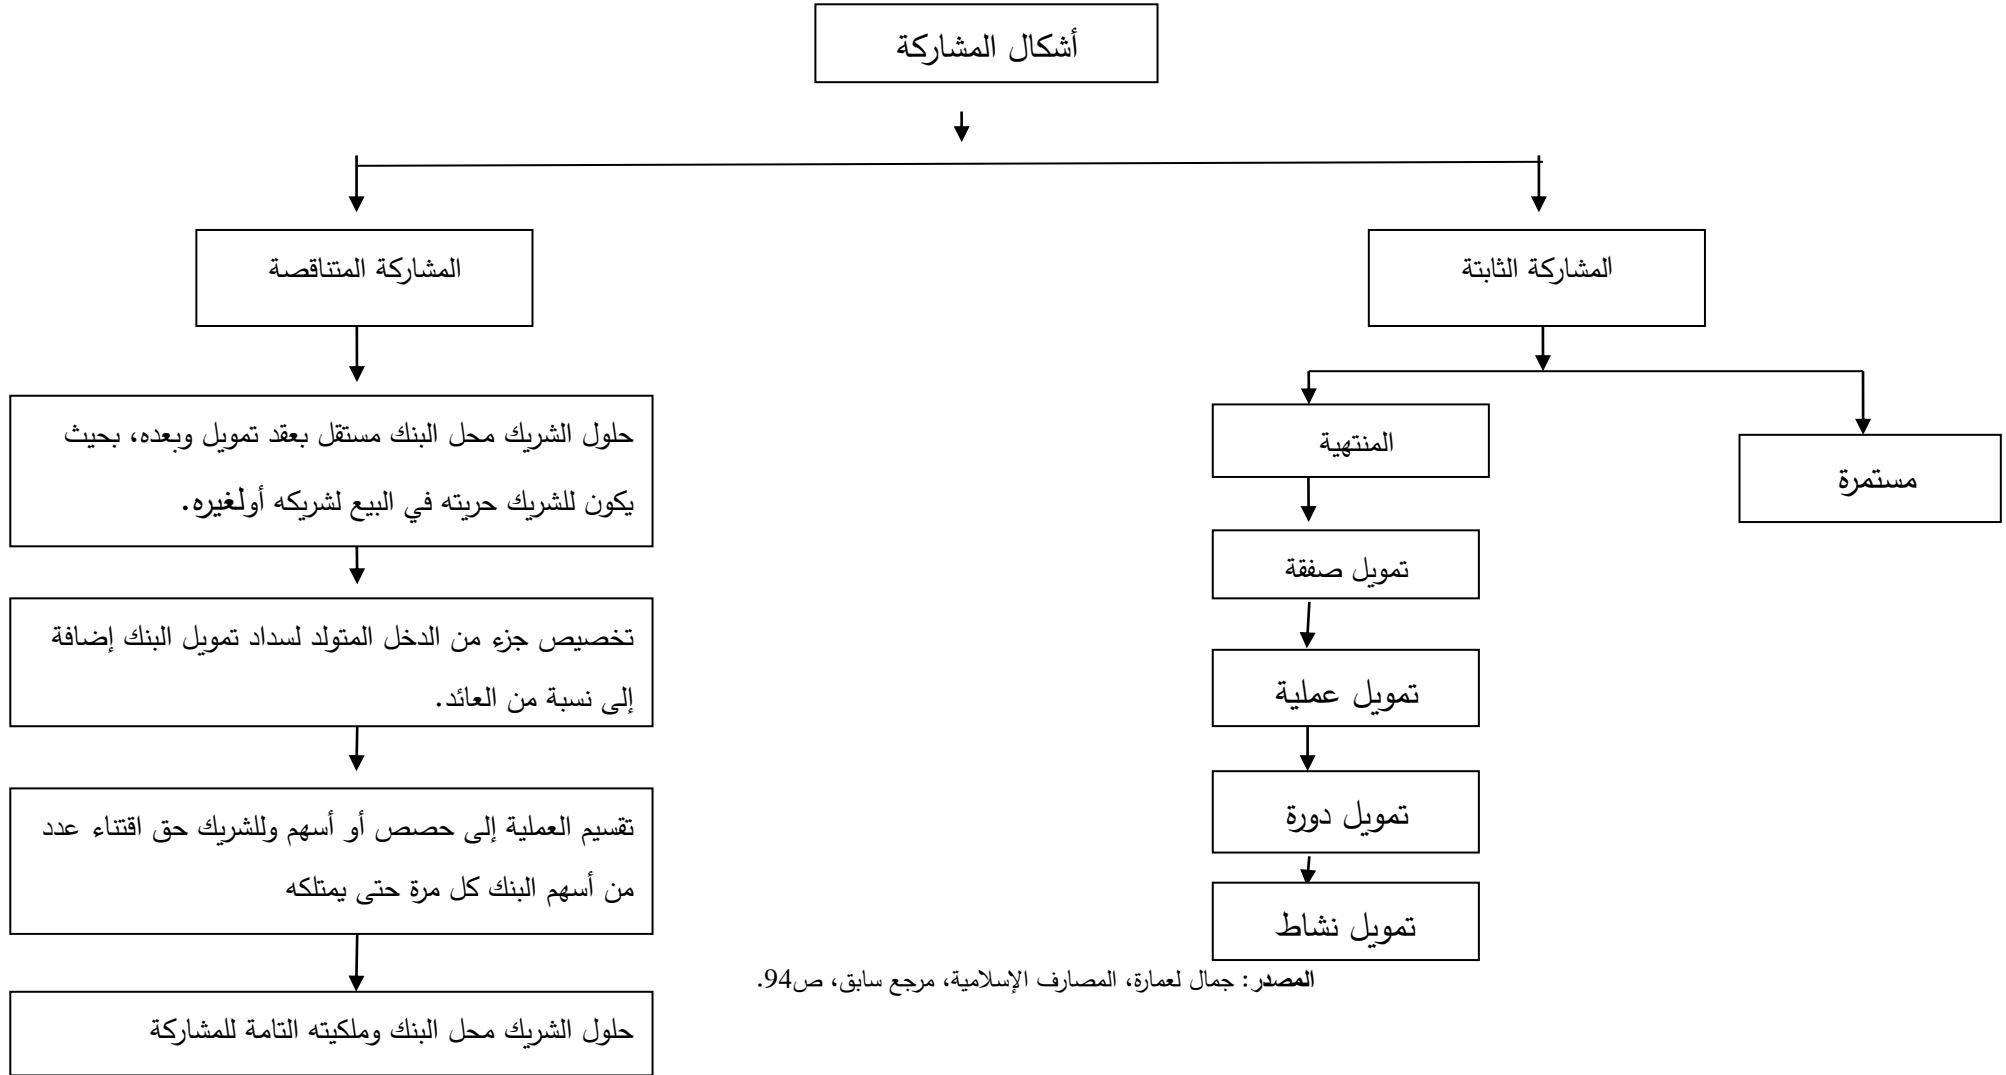 أشكال المشاركة
المشاركة الثابتة
المشاركة المتناقصة
مستمرة
المنتهية
تمويل صفقة
تمويل عملية
تمويل دورة
تمويل نشاط
حلول الشريك محل البنك مستقل بعقد تمويل وبعده، بحيث
يكون للشريك حريته في البيع لشريكه أولغيره.
تخصيص جزء من الدخل المتولد لسداد تمويل البنك إضافة
إلى نسبة من العائد.
تقسيم العملية إلى حصص أو أسهم وللشريك حق اقتناء عدد
من أسهم البنك كل مرة حتى يمتلكه
حلول الشريك محل البنك وملكيته التامة للمشاركة
المصدر: جمال لعمارة، المصارف الإسلامية، مرجع سابق، ص94.